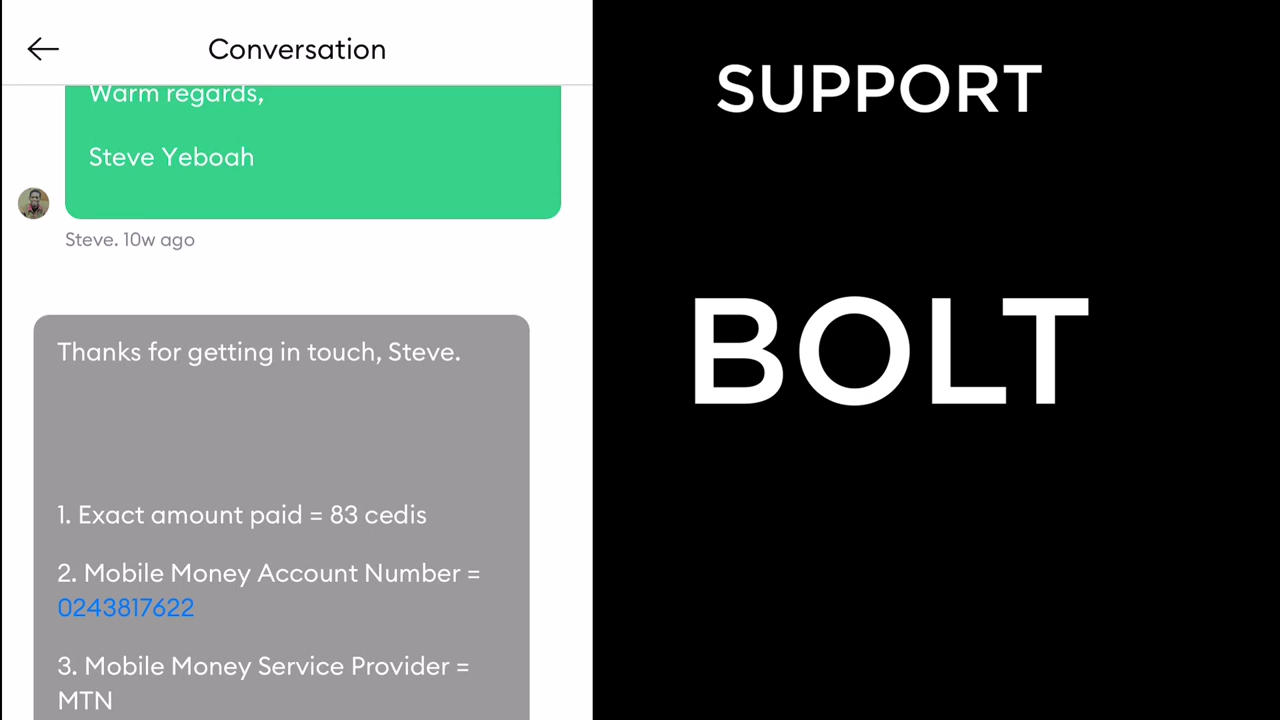 Conversation
Warm regards,
Steve Yeboah
Steve. 10w ago
Thanks for getting in touch, Steve.
1. Exact amount paid = 83 cedis
2. Mobile Money Account Number =
0243817622
3. Mobile Money Service Provider =
MTN
SUPPORT
BOLT